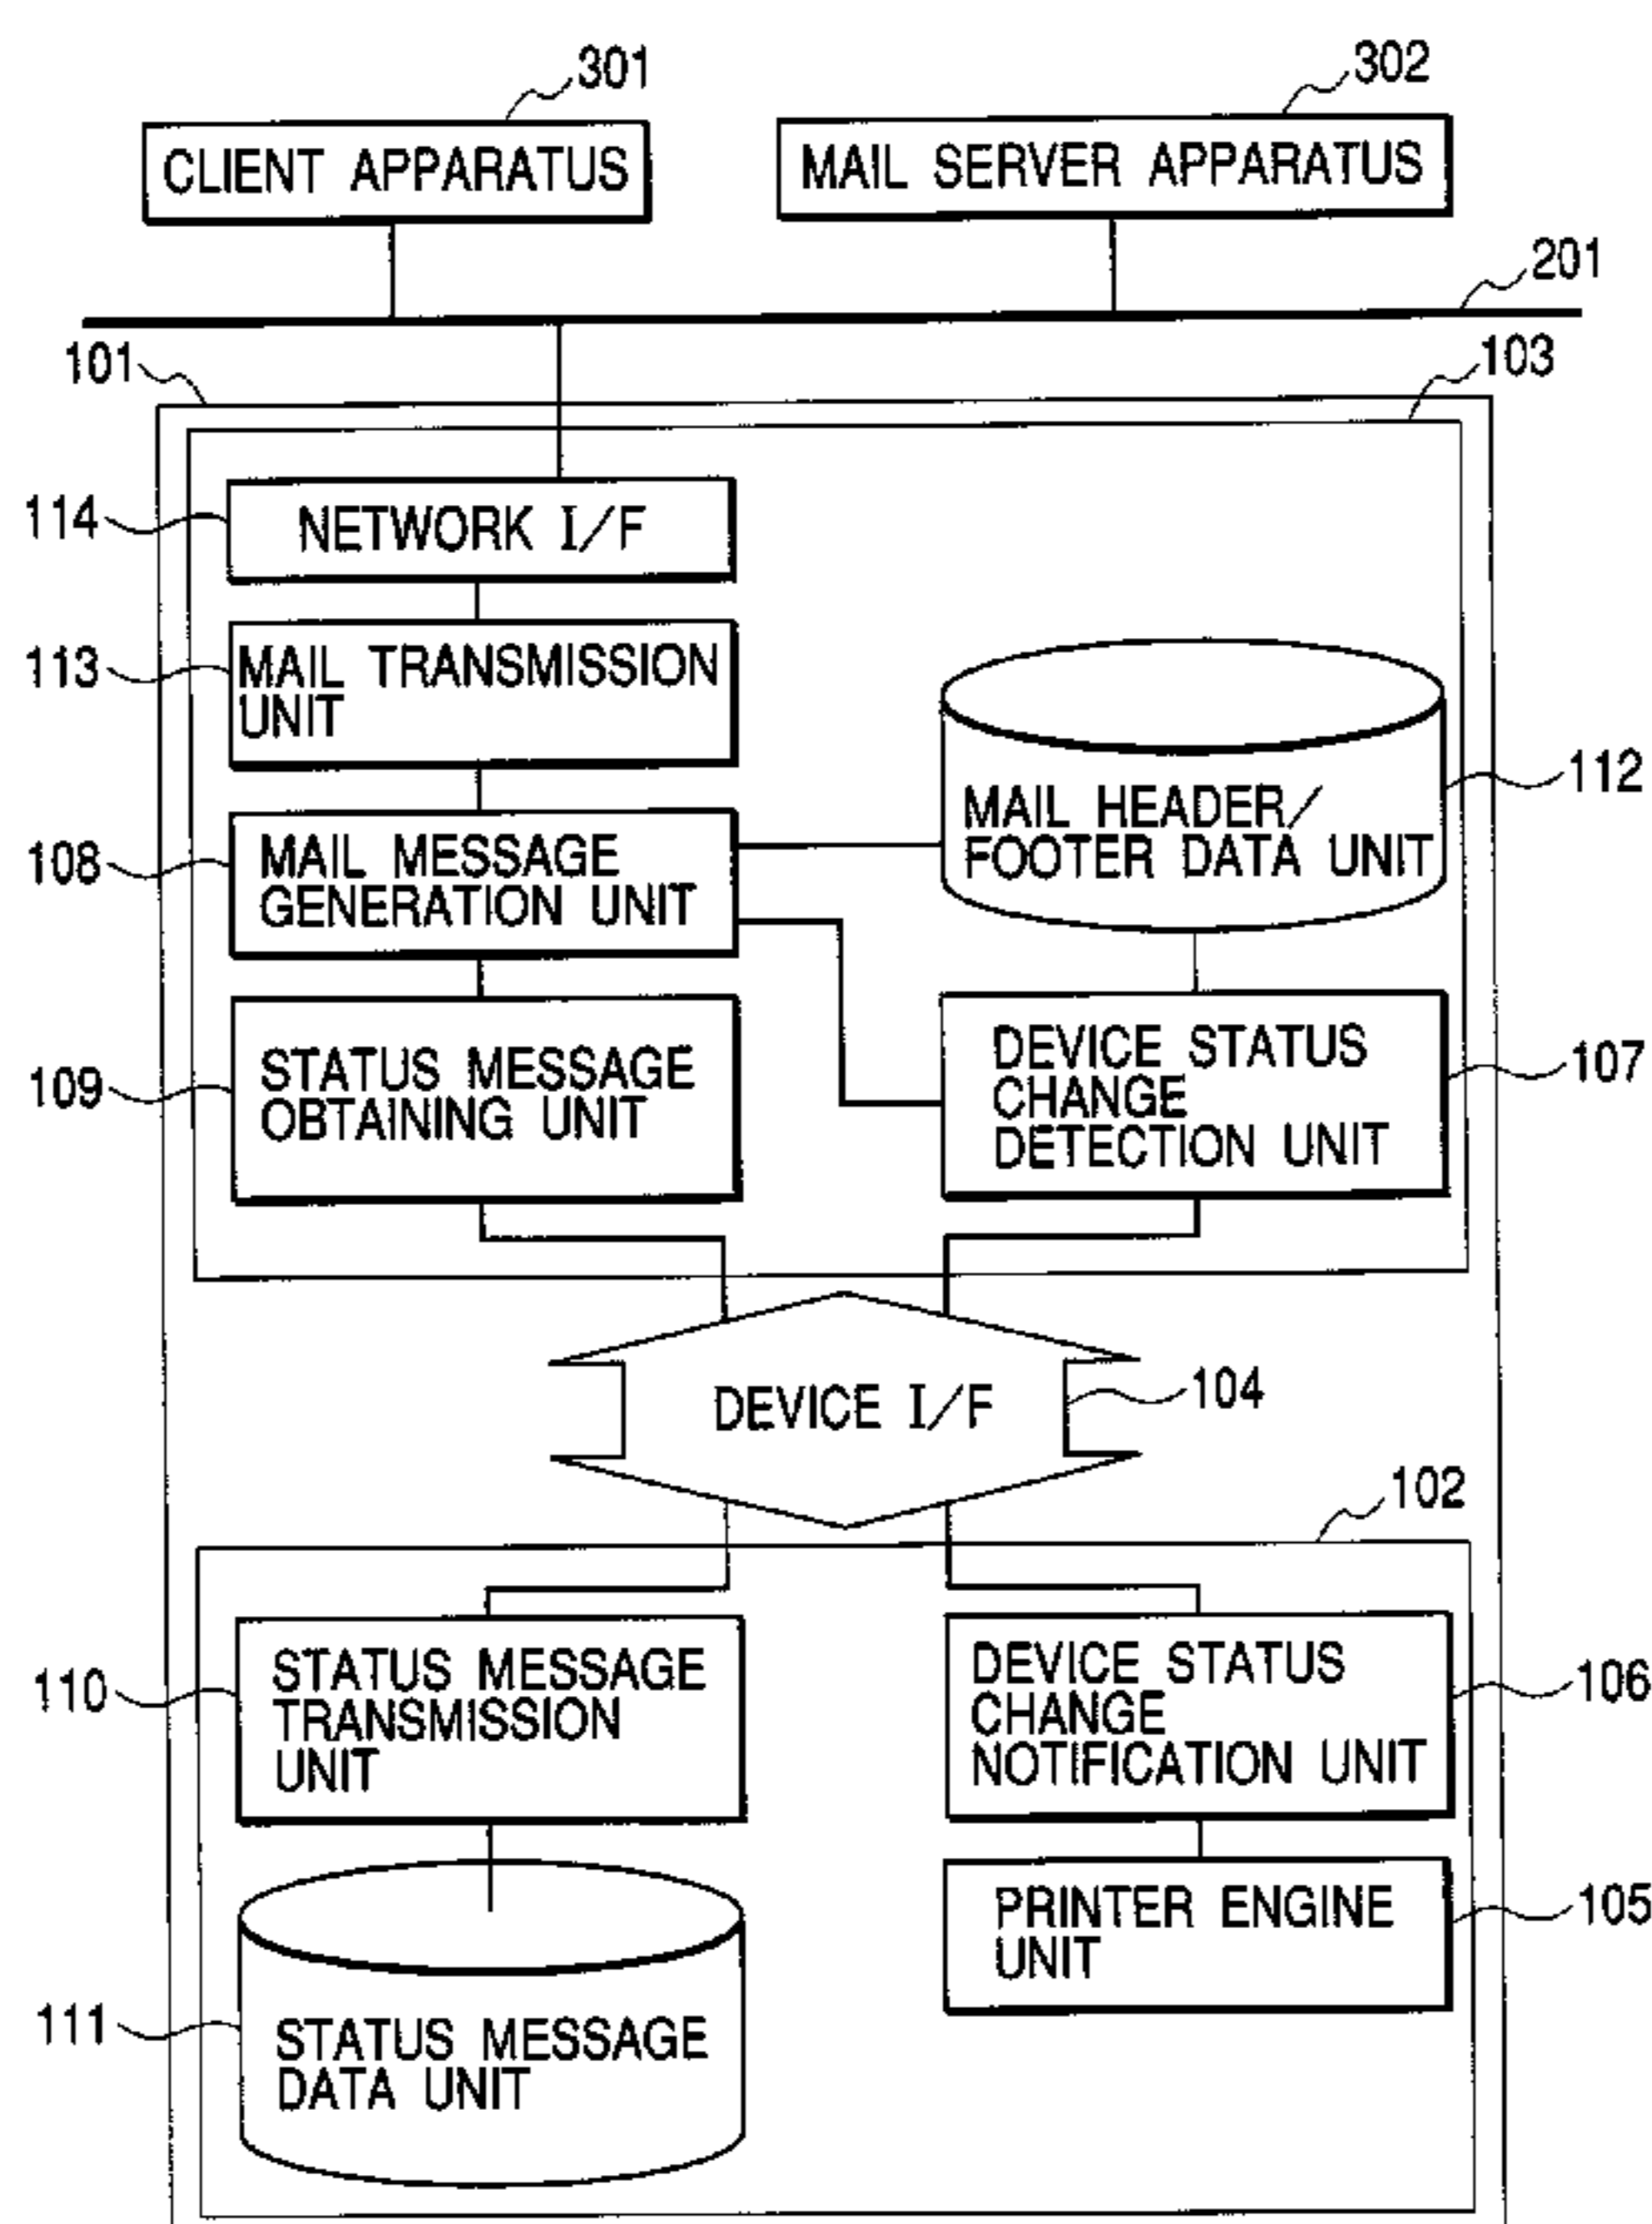 301
302
CLIENT APPARATUS
MAIL SERVER APPARATUS
201
101
103
114
NETWORK I/F
113
MAIL TRANSMISSION
UNIT
112
MAIL HEADER/
FOOTER DATA UNIT
108
MAIL MESSAGE
GENERATION UNIT
109
STATUS MESSAGE
OBTAINING UNIT
DEVICE STATUS
CHANGE
DETECTION UNIT
107
DEVICE I/F
104
102
110
STATUS MESSAGE
TRANSMISSION
UNIT
DEVICE STATUS
CHANGE
NOTIFICATION UNIT
106
PRINTER ENGINE
UNIT
105
111
STATUS MESSAGE
DATA UNIT